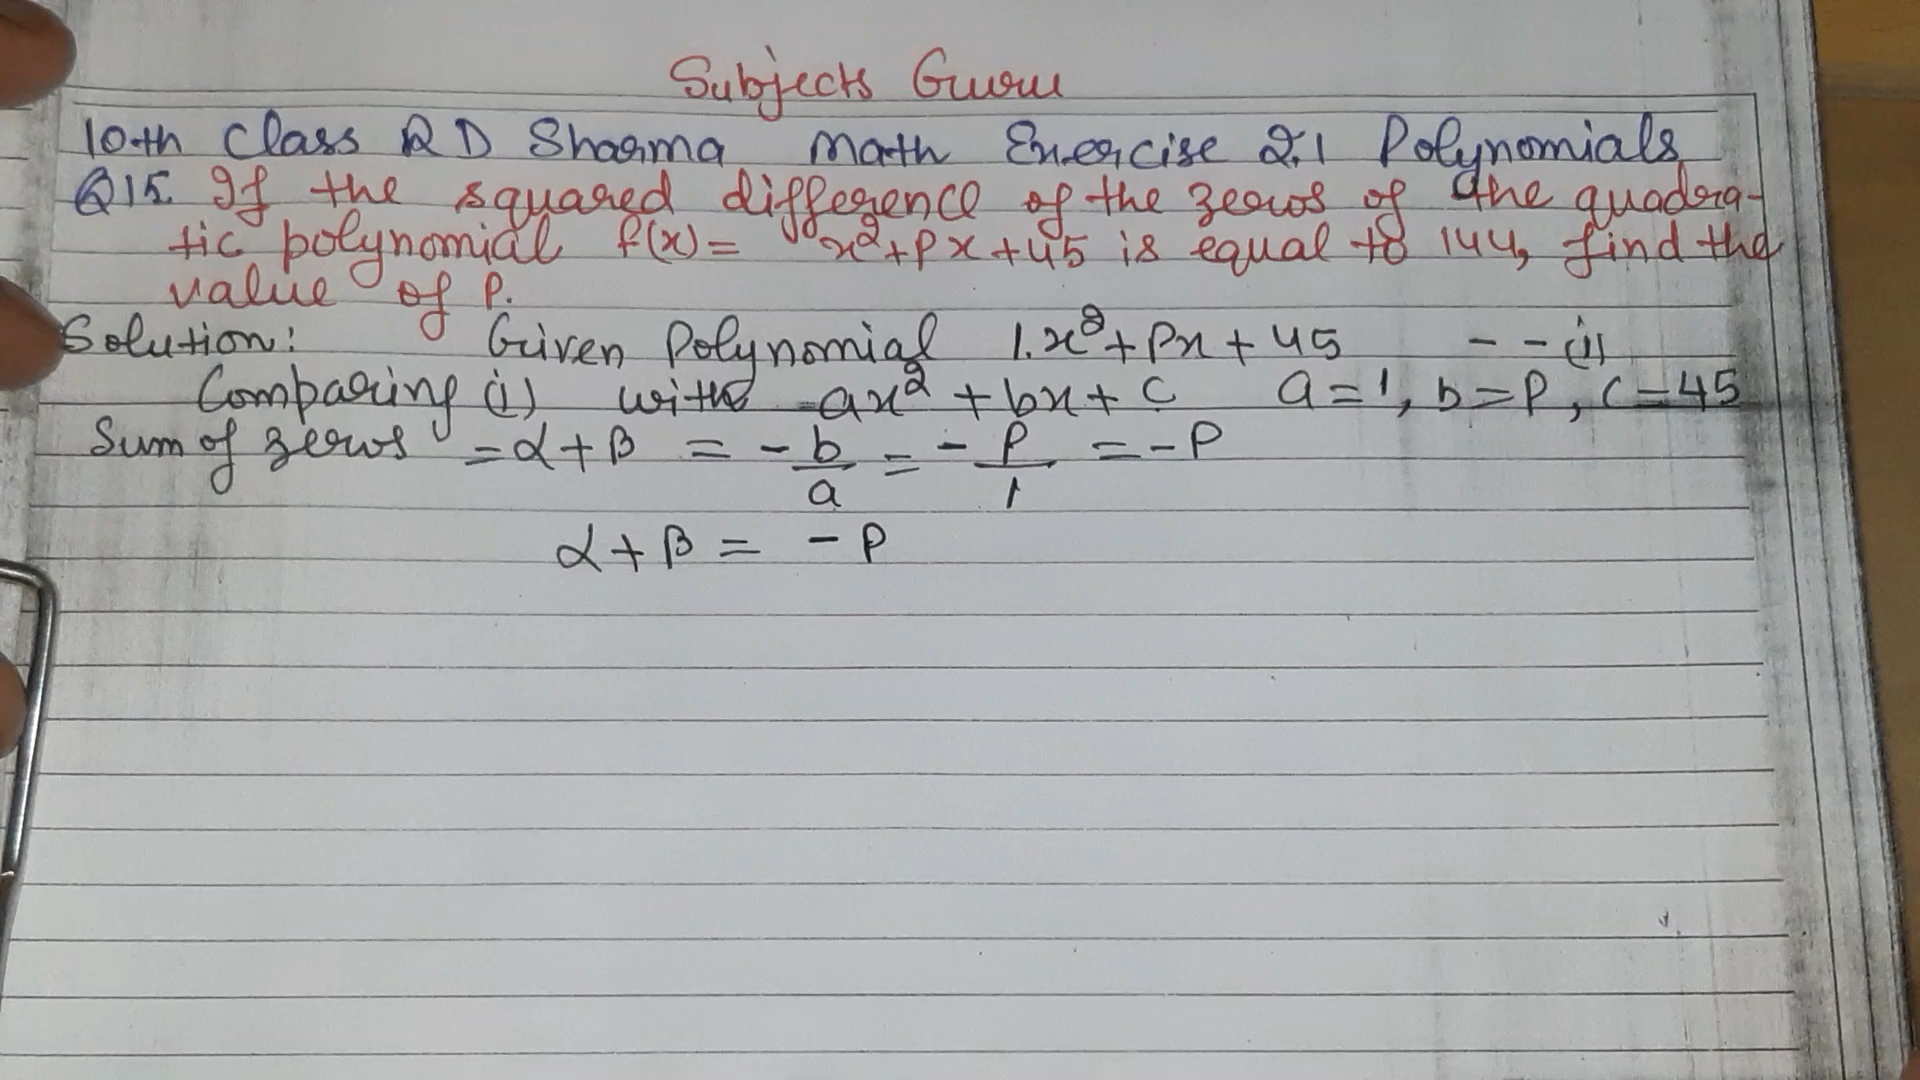 Subjects Guru
10th Class RD Sharma Math Exercise 2.1 Polynomials
Q15. If the squared difference of the zeros of the quadra-
tic polynomial f(x) = x²+px+45 is equal to 144, find the
value of p.
Solution: Given Polynomial 1.x²+px+45 - - (i)
Comparing (i) with ax²+bx+c a=1, b=p, c=45
Sum of zeros = α+β = -b/a = -p/1 = -p
α+β = -p